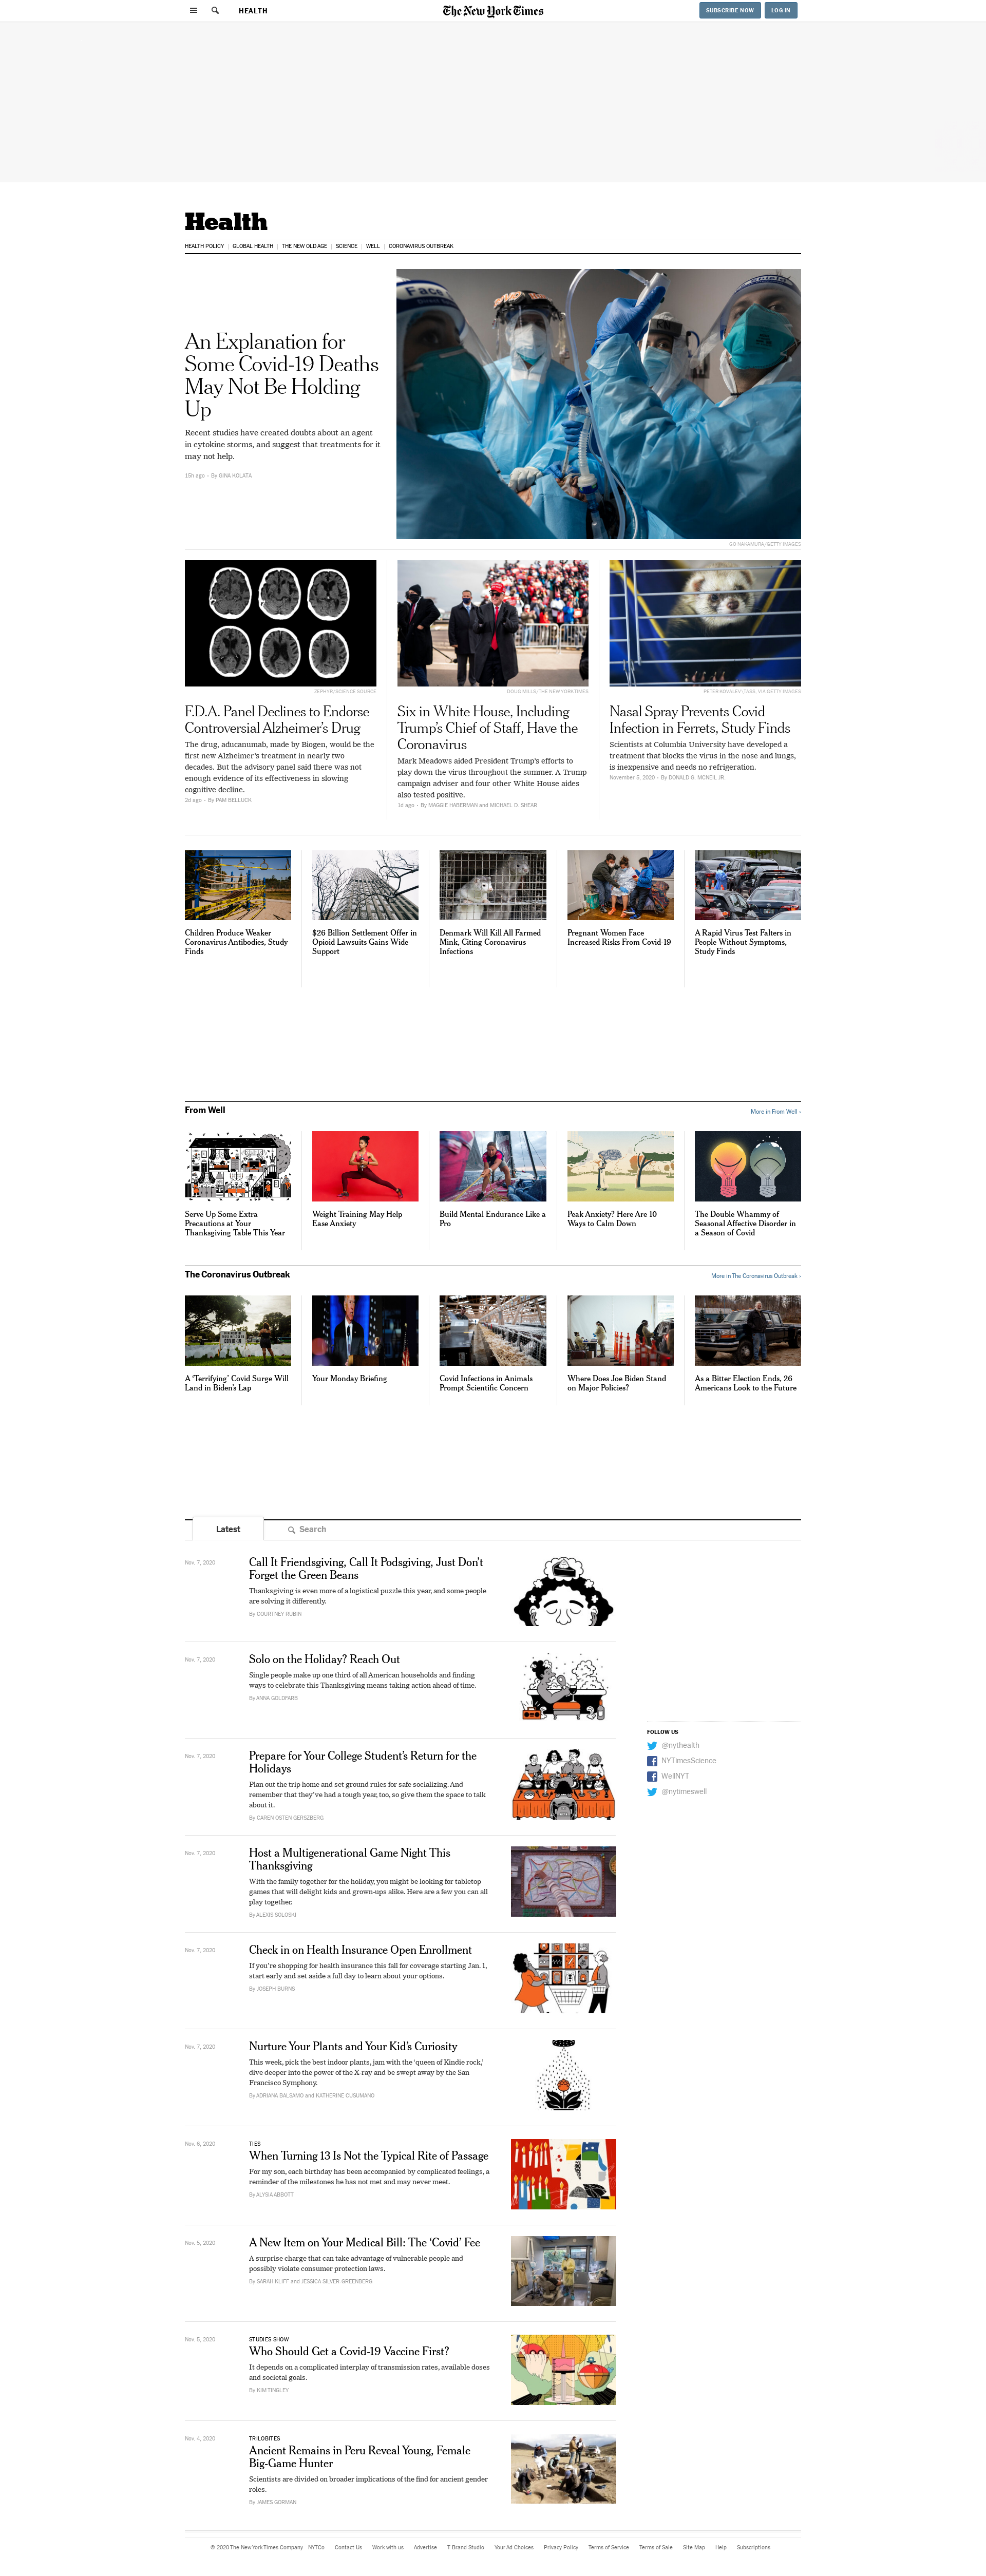 HEALTH
The New York Times
SUBSCRIBE NOW
LOG IN
Health
HEALTH POLICY
GLOBAL HEALTH
THE NEW OLD AGE
SCIENCE
WELL
CORONAVIRUS OUTBREAK
An Explanation for
Some Covid-19 Deaths
May Not Be Holding
Up
Recent studies have created doubts about an agent
in cytokine storms, and suggest that treatments for it
may not help.
15h ago - By GINA KOLATA
GO NAKAMURA/ GETTY IMAGES
ZEPHYR/SCIENCE SOURCE
F.D.A. Panel Declines to Endorse
Controversial Alzheimer's Drug
The drug, aducanumab, made by Biogen, would be the
first new Alzheimer's treatment in nearly two
decades. But the advisory panel said there was not
enough evidence of its effectiveness in slowing
cognitive decline.
2d ago - By PAM BELLUCK
DOUG MILLS/THE NEW YORK TIMES
Six in White House, Including
Trump's Chief of Staff, Have the
Coronavirus
Mark Meadows aided President Trump's efforts to
play down the virus throughout the summer. A Trump
campaign adviser and four other White House aides
also tested positive.
1d ago - By MAGGIE HABERMAN and MICHAEL D. SHEAR
PETER KOVALEV\TASS, VIA GETTY IMAGES
Nasal Spray Prevents Covid
Infection in Ferrets, Study Finds
Scientists at Columbia University have developed a
treatment that blocks the virus in the nose and lungs,
is inexpensive and needs no refrigeration.
November 5, 2020 - By DONALD G. MCNEIL JR.
Children Produce Weaker
Coronavirus Antibodies, Study
Finds
$26 Billion Settlement Offer in
Opioid Lawsuits Gains Wide
Support
Denmark Will Kill All Farmed
Mink, Citing Coronavirus
Infections
Pregnant Women Face
Increased Risks From Covid-19
A Rapid Virus Test Falters in
People Without Symptoms,
Study Finds
From Well
More in From Well ›
Serve Up Some Extra
Precautions at Your
Thanksgiving Table This Year
Weight Training May Help
Ease Anxiety
Build Mental Endurance Like a
Pro
Peak Anxiety? Here Are 10
Ways to Calm Down
The Double Whammy of
Seasonal Affective Disorder in
a Season of Covid
The Coronavirus Outbreak
More in The Coronavirus Outbreak ›
A 'Terrifying' Covid Surge Will
Land in Biden's Lap
Your Monday Briefing
Covid Infections in Animals
Prompt Scientific Concern
Where Does Joe Biden Stand
on Major Policies?
As a Bitter Election Ends, 26
Americans Look to the Future
Latest
Search
Nov. 7, 2020
Call It Friendsgiving, Call It Podsgiving, Just Don't
Forget the Green Beans
Thanksgiving is even more of a logistical puzzle this year, and some people
are solving it differently.
By COURTNEY RUBIN
Nov. 7, 2020
Solo on the Holiday? Reach Out
Single people make up one third of all American households and finding
ways to celebrate this Thanksgiving means taking action ahead of time.
By ANNA GOLDFARB
FOLLOW US
@nythealth
NYTimesScience
WellNYT
@nytimeswell
Nov. 7, 2020
Prepare for Your College Student's Return for the
Holidays
Plan out the trip home and set ground rules for safe socializing. And
remember that they've had a tough year, too, so give them the space to talk
about it.
By CAREN OSTEN GERSZBERG
Nov. 7, 2020
Host a Multigenerational Game Night This
Thanksgiving
With the family together for the holiday, you might be looking for tabletop
games that will delight kids and grown-ups alike. Here are a few you can all
play together.
By ALEXIS SOLOSKI
Nov. 7, 2020
Check in on Health Insurance Open Enrollment
If you're shopping for health insurance this fall for coverage starting Jan. 1,
start early and set aside a full day to learn about your options.
By JOSEPH BURNS
Nov. 7, 2020
Nurture Your Plants and Your Kid's Curiosity
This week, pick the best indoor plants, jam with the 'queen of Kindie rock,'
dive deeper into the power of the X-ray and be swept away by the San
Francisco Symphony.
By ADRIANA BALSAMO and KATHERINE CUSUMANO
Nov. 6, 2020
TIES
When Turning 13 Is Not the Typical Rite of Passage
For my son, each birthday has been accompanied by complicated feelings, a
reminder of the milestones he has not met and may never meet.
By ALYSIA ABBOTT
Nov. 5, 2020
A New Item on Your Medical Bill: The 'Covid' Fee
A surprise charge that can take advantage of vulnerable people and
possibly violate consumer protection laws.
By SARAH KLIFF and JESSICA SILVER-GREENBERG
Nov. 5, 2020
STUDIES SHOW
Who Should Get a Covid-19 Vaccine First?
It depends on a complicated interplay of transmission rates, available doses
and societal goals.
By KIM TINGLEY
Nov. 4, 2020
TRILOBITES
Ancient Remains in Peru Reveal Young, Female
Big-Game Hunter
Scientists are divided on broader implications of the find for ancient gender
roles.
By JAMES GORMAN
© 2020 The New York Times Company
NYTCo
Contact Us
Work with us
Advertise
T Brand Studio
Your Ad Choices
Privacy Policy
Terms of Service
Terms of Sale
Site Map
Help
Subscriptions